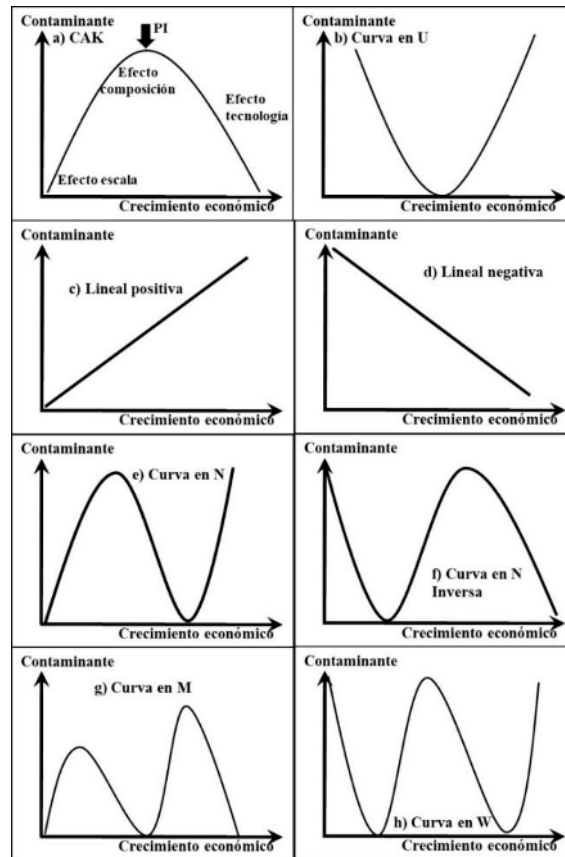 Contaminante
a) CAK
PI
Efecto
composición
Efecto
tecnología
Efecto escala
Crecimiento económico
Contaminante
b) Curva en U
Crecimiento económico
Contaminante
c) Lineal positiva
Crecimiento económico
Contaminante
d) Lineal negativa
Crecimiento económico
Contaminante
e) Curva en N
Crecimiento económico
Contaminante
f) Curva en N
Inversa
Crecimiento económico
Contaminante
g) Curva en M
Crecimiento económico
Contaminante
h) Curva en W
Crecimiento económico